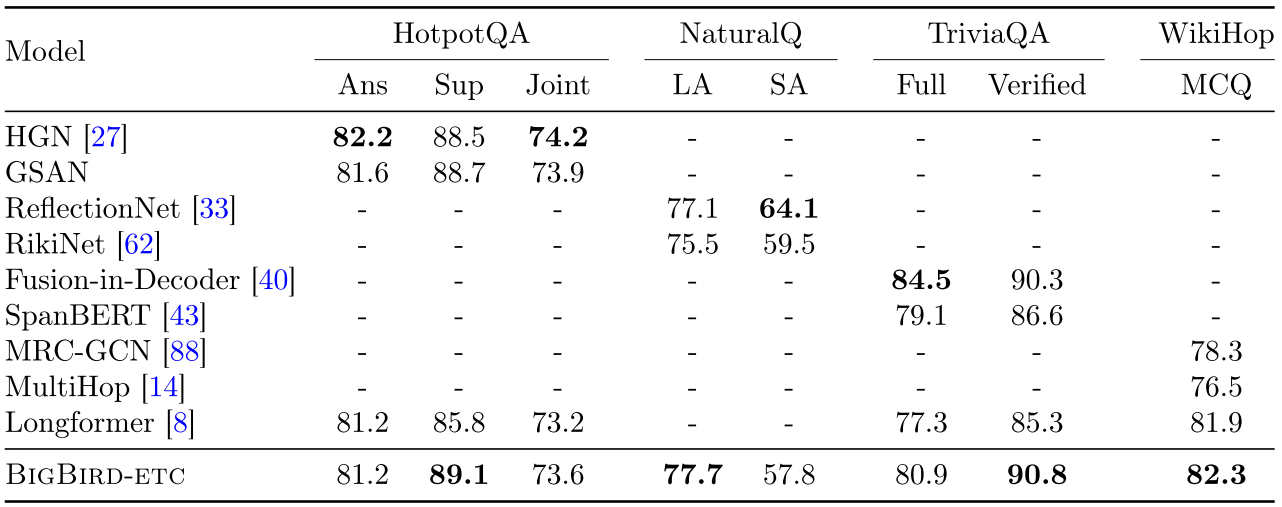 Model HotpotQA NaturalQ TriviaQA WikiHop
Ans Sup Joint LA SA Full Verified MCQ
HGN [27] 82.2 88.5 74.2 - - - - -
GSAN 81.6 88.7 73.9 - - - - -
ReflectionNet [33] - - - 77.1 64.1 - - -
RikiNet [62] - - - 75.5 59.5 - - -
Fusion-in-Decoder [40] - - - - - 84.5 90.3 -
SpanBERT [43] - - - - - 79.1 86.6 -
MRC-GCN [88] - - - - - - - 78.3
MultiHop [14] - - - - - - - 76.5
Longformer [8] 81.2 85.8 73.2 - - 77.3 85.3 81.9
BIGBIRD-ETC 81.2 89.1 73.6 77.7 57.8 80.9 90.8 82.3